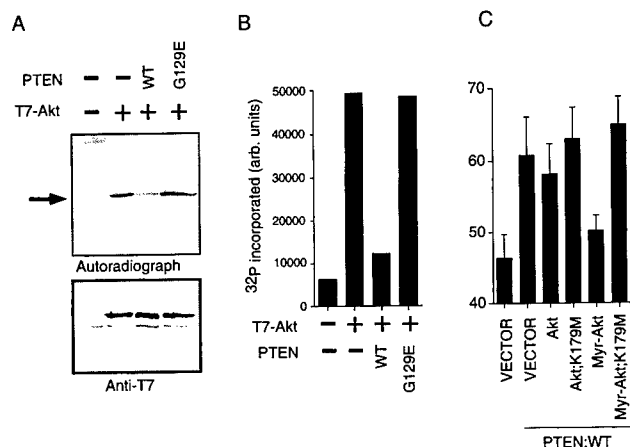 A
PTEN – – WT G129E
T7-Akt – + + +
Autoradiograph
Anti-T7
B
32P incorporated (arb. units)
50000
40000
30000
20000
10000
0
T7-Akt – + + +
PTEN – – WT G129E
C
70
60
50
40
VECTOR
VECTOR
Akt
Akt;K179M
Myr-Akt
Myr-Akt;K179M
PTEN:WT